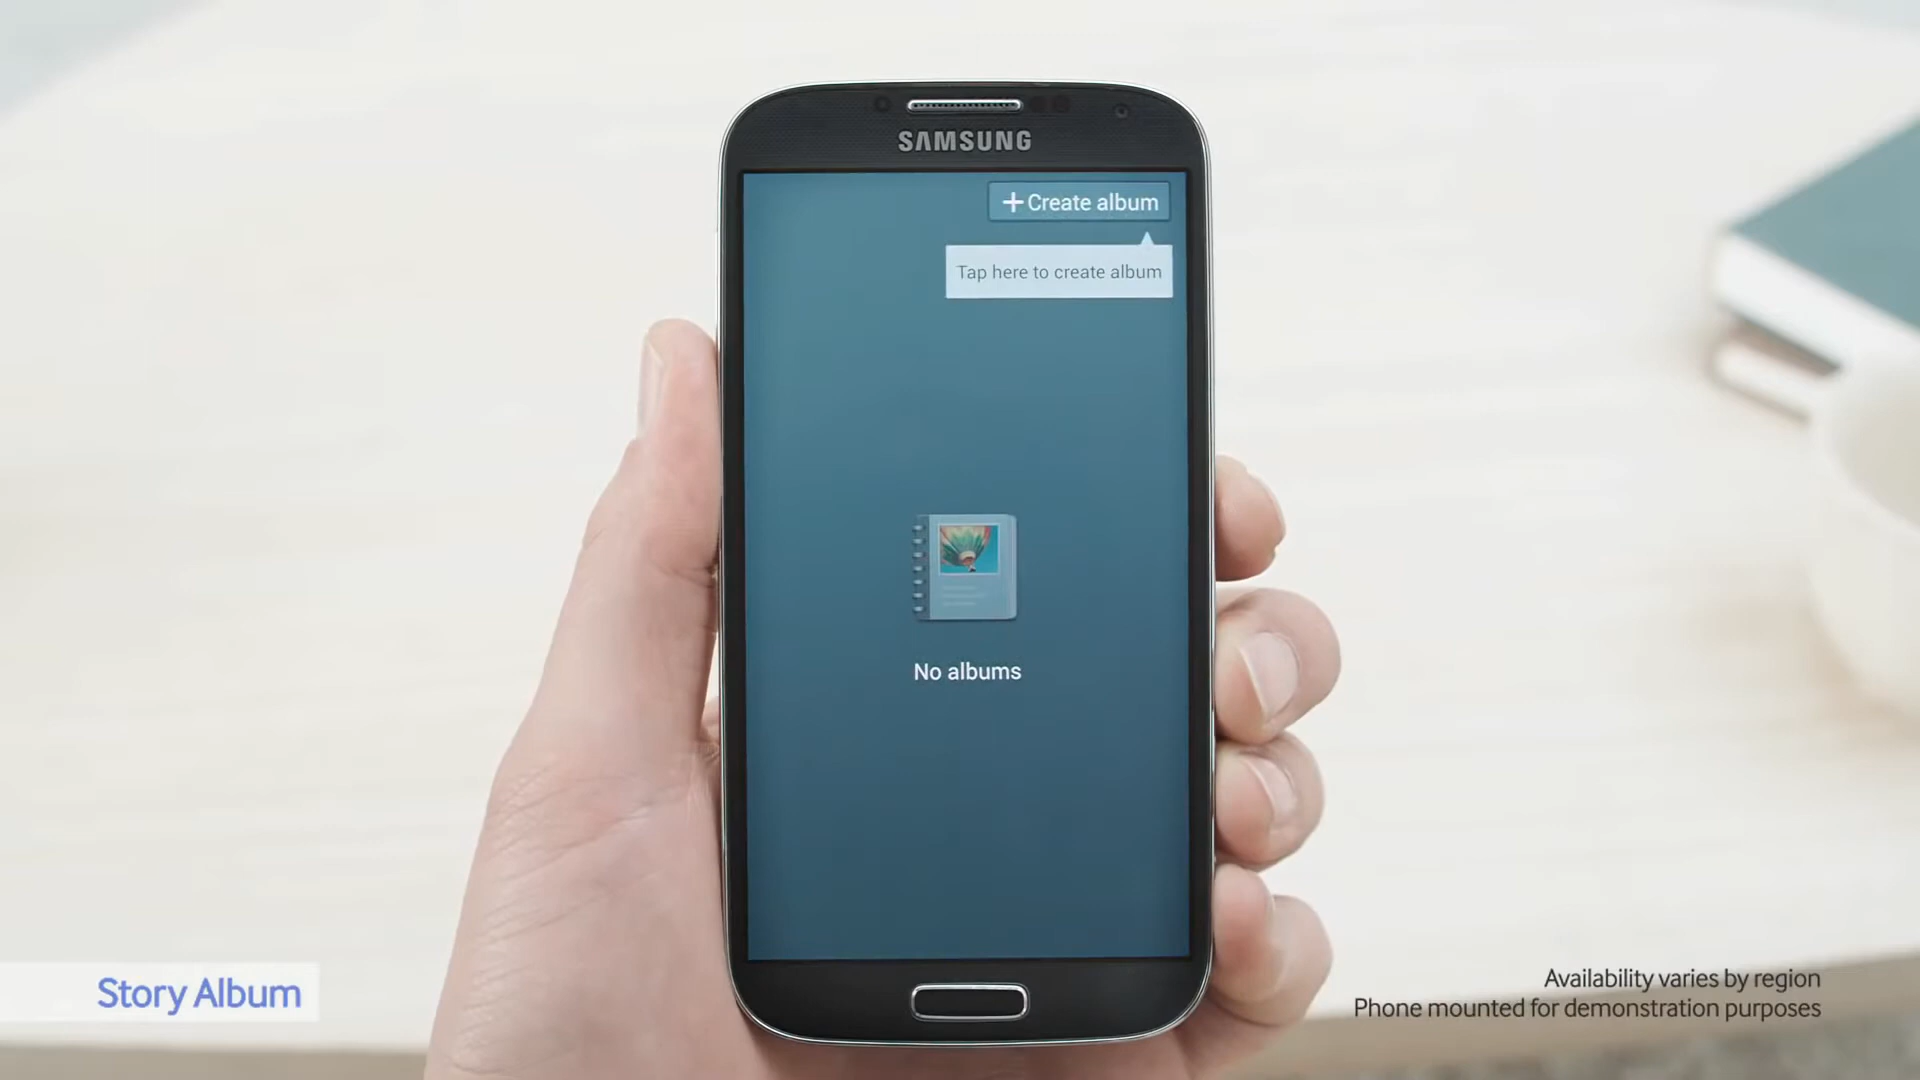 SAMSUNG
+Create album
Tap here to create album
No albums
Story Album
Availability varies by region
Phone mounted for demonstration purposes